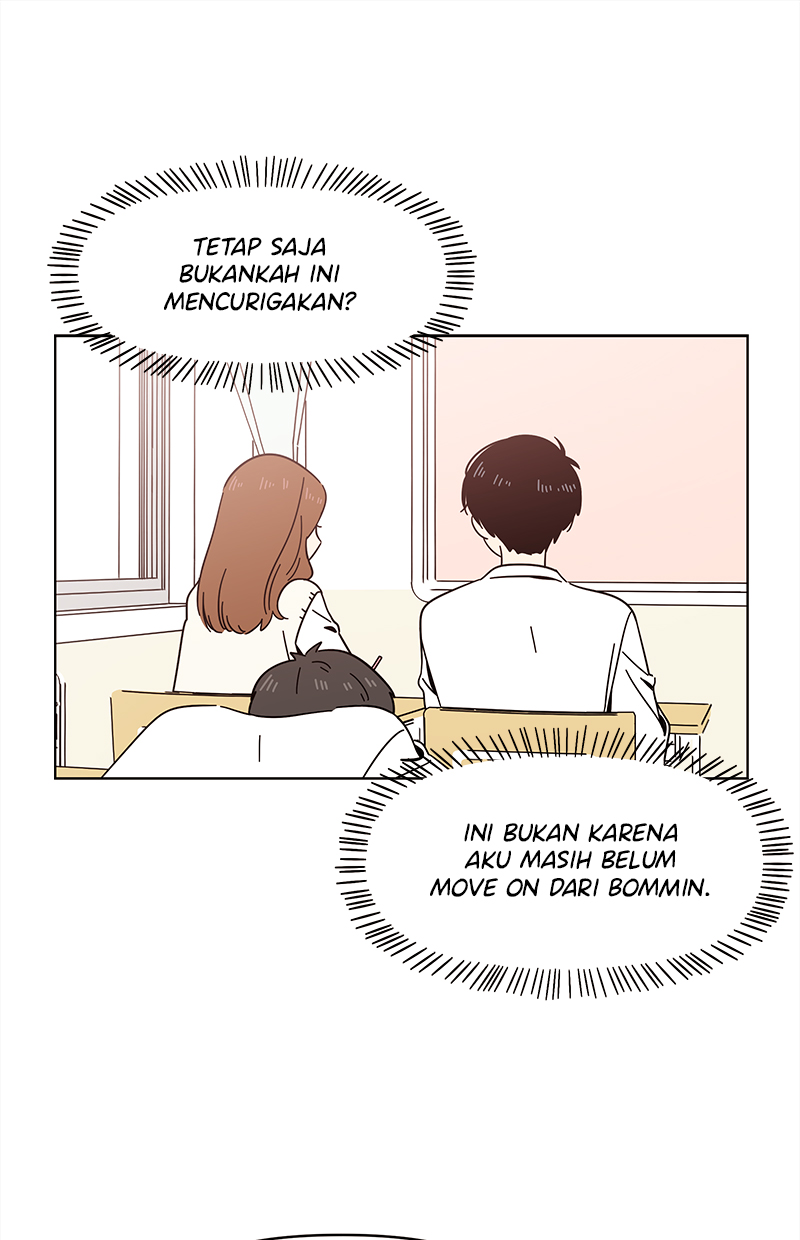 TETAP SAJA
BUKANKAH INI
MENCURIGAKAN?
INI BUKAN KARENA
AKU MASIH BELUM
MOVE ON DARI BOMMIN.